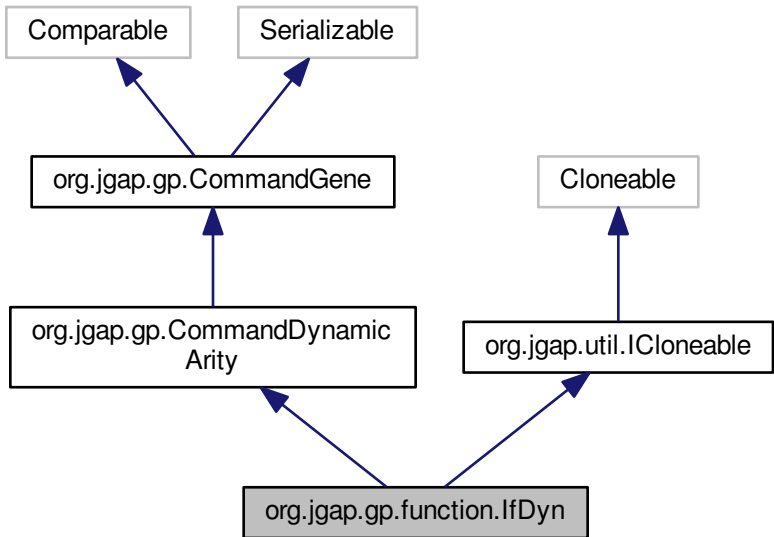 Comparable
Serializable
org.jgap.gp.CommandGene
Cloneable
org.jgap.gp.CommandDynamic
Arity
org.jgap.util.ICloneable
org.jgap.gp.function.IfDyn